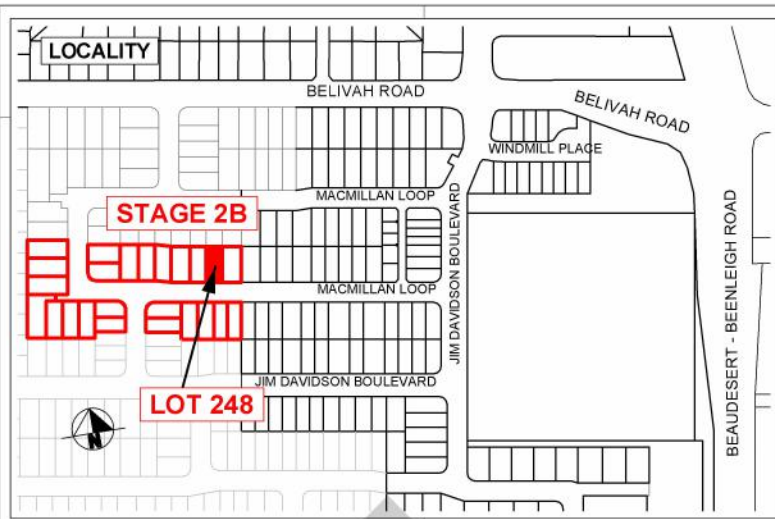 LOCALITY
BELIVAH ROAD
BELIVAH ROAD
WINDMILL PLACE
MACMILLAN LOOP
STAGE 2B
JIM DAVIDSON BOULEVARD
BEAUDESERT - BEENLEIGH ROAD
MACMILLAN LOOP
JIM DAVIDSON BOULEVARD
LOT 248
N